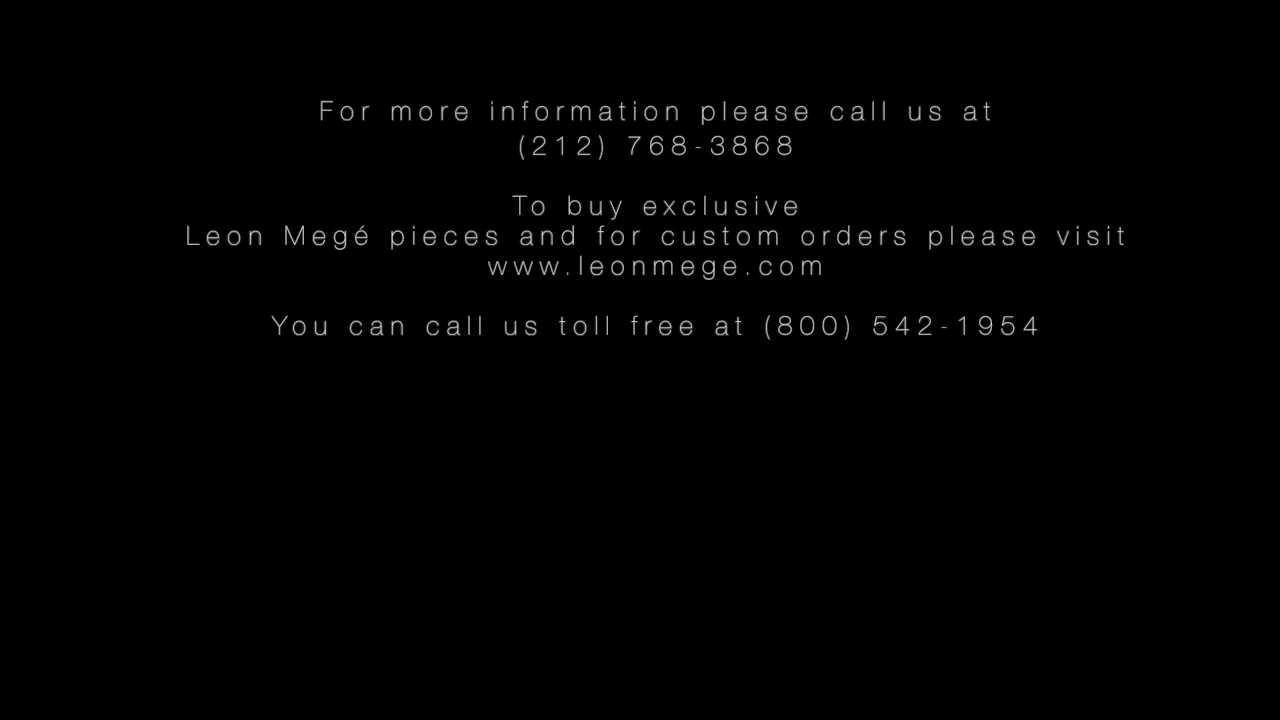 For more information please call us at
(212) 768-3868
To buy exclusive
Leon Megé pieces and for custom orders please visit
www.leonmege.com
You can call us toll free at (800) 542-1954